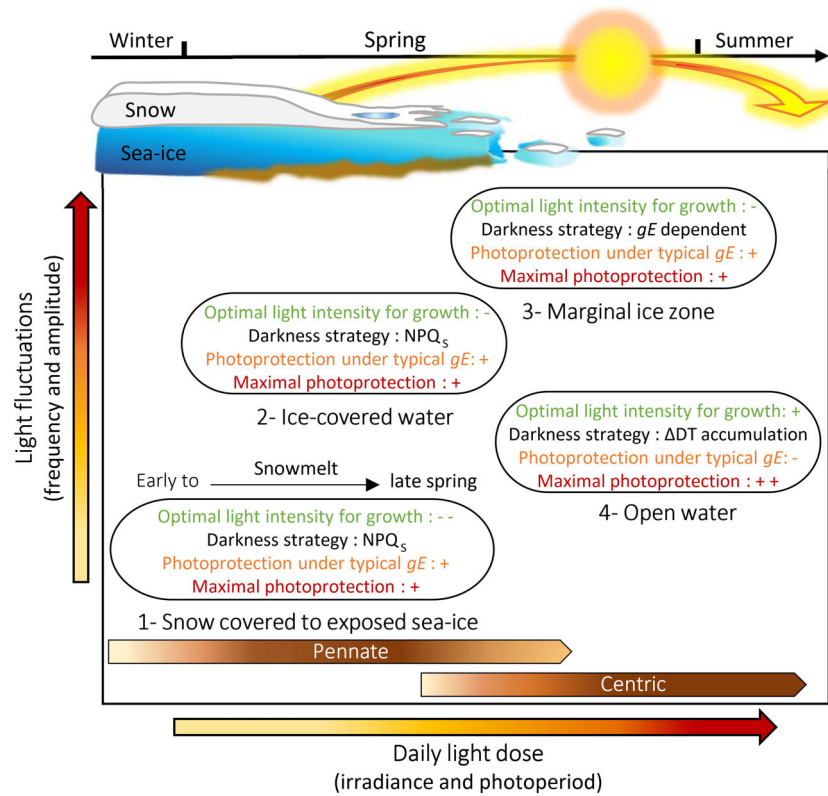 Winter
Spring
Summer
Snow
Sea-ice
Optimal light intensity for growth : -
Darkness strategy : gE dependent
Photoprotection under typical gE : +
Maximal photoprotection : +
3- Marginal ice zone
Optimal light intensity for growth : -
Darkness strategy : NPQs
Photoprotection under typical gE: +
Maximal photoprotection : +
2- Ice-covered water
Optimal light intensity for growth: +
Darkness strategy : ΔDT accumulation
Photoprotection under typical gE: -
Maximal photoprotection : + +
4- Open water
Early to
Snowmelt
late spring
Optimal light intensity for growth : - -
Darkness strategy : NPQs
Photoprotection under typical gE : +
Maximal photoprotection : +
1- Snow covered to exposed sea-ice
Pennate
Centric
Light fluctuations
(frequency and amplitude)
Daily light dose
(irradiance and photoperiod)